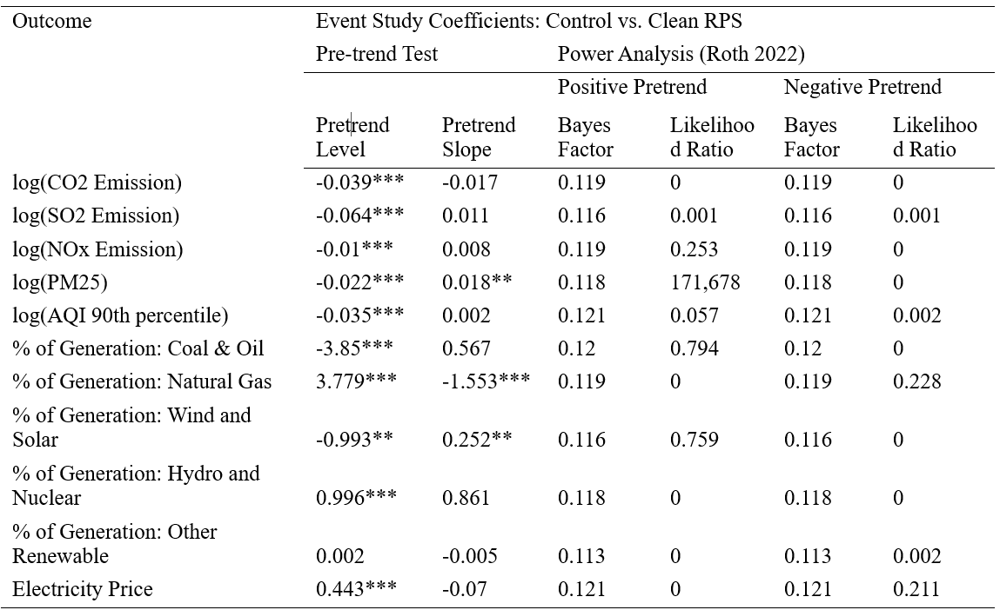 Outcome Event Study Coefficients: Control vs. Clean RPS
Pre-trend Test Power Analysis (Roth 2022)
Positive Pretrend Negative Pretrend
Pretrend Pretrend Bayes Likelihoo Bayes Likelihoo
Level Slope Factor d Ratio Factor d Ratio
log(CO2 Emission) -0.039*** -0.017 0.119 0 0.119 0
log(SO2 Emission) -0.064*** 0.011 0.116 0.001 0.116 0.001
log(NOx Emission) -0.01*** 0.008 0.119 0.253 0.119 0
log(PM25) -0.022*** 0.018** 0.118 171,678 0.118 0
log(AQI 90th percentile) -0.035*** 0.002 0.121 0.057 0.121 0.002
% of Generation: Coal & Oil -3.85*** 0.567 0.12 0.794 0.12 0
% of Generation: Natural Gas 3.779*** -1.553*** 0.119 0 0.119 0.228
% of Generation: Wind and
Solar -0.993** 0.252** 0.116 0.759 0.116 0
% of Generation: Hydro and
Nuclear 0.996*** 0.861 0.118 0 0.118 0
% of Generation: Other
Renewable 0.002 -0.005 0.113 0 0.113 0.002
Electricity Price 0.443*** -0.07 0.121 0 0.121 0.211